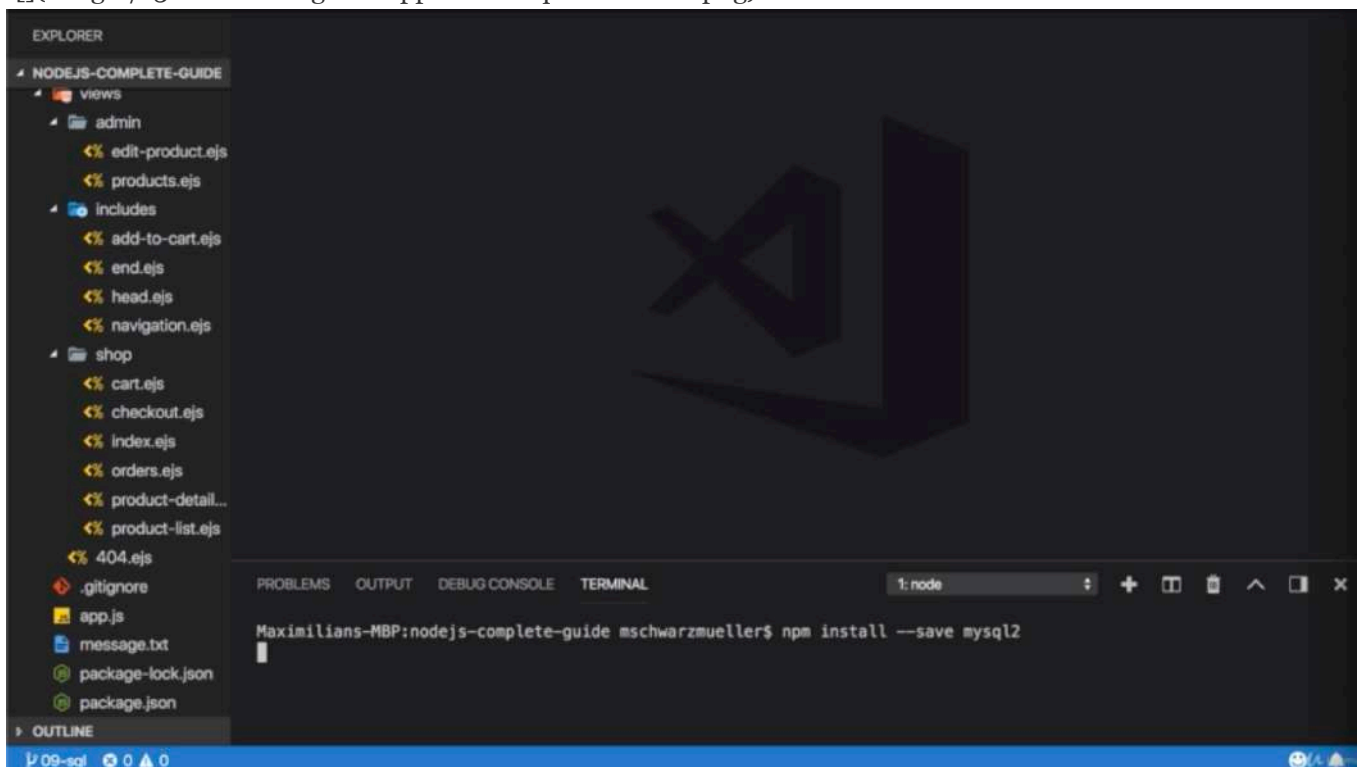 EXPLORER
NODEJS-COMPLETE-GUIDE
views
admin
edit-product.ejs
products.ejs
includes
add-to-cart.ejs
end.ejs
head.ejs
navigation.ejs
shop
cart.ejs
checkout.ejs
index.ejs
orders.ejs
product-detail...
product-list.ejs
404.ejs
.gitignore
app.js
message.txt
package-lock.json
package.json
OUTLINE
PROBLEMS OUTPUT DEBUG CONSOLE TERMINAL 1: node
Maximilians-MBP:nodejs-complete-guide mschwarzmueller$ npm install --save mysql2
09-sql 0 0